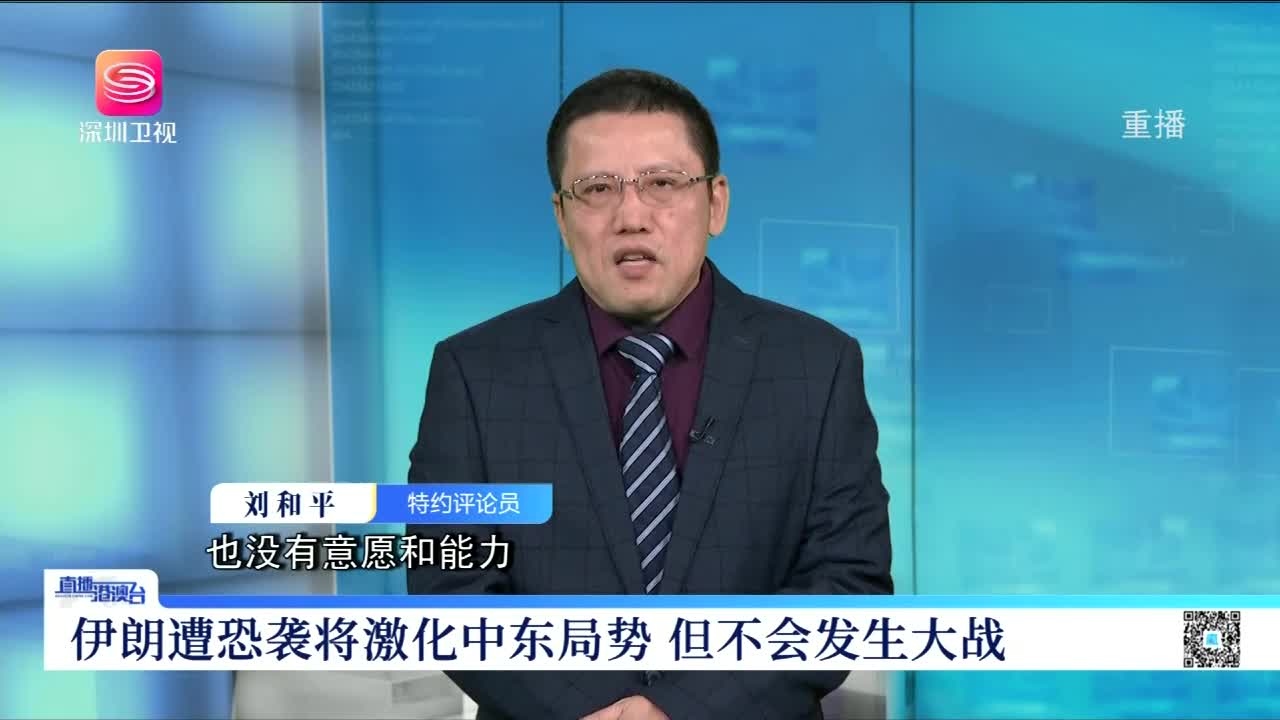 深圳卫视
重播
刘和平
特约评论员
也没有意愿和能力
直播港澳台
伊朗遭恐袭将激化中东局势 但不会发生大战